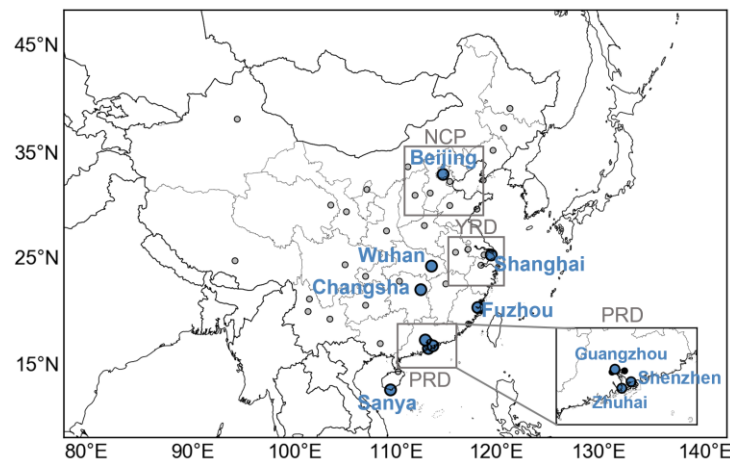 45°N
NCP
35°N
Beijing
YRD
25°N
Wuhan
Shanghai
Changsha
Fuzhou
Guangzhou
15°N
PRD
PRD
Shenzhen
Sanya
Zhuhai
80°E
90°E
100°E
110°E
120°E
130°E
140°E